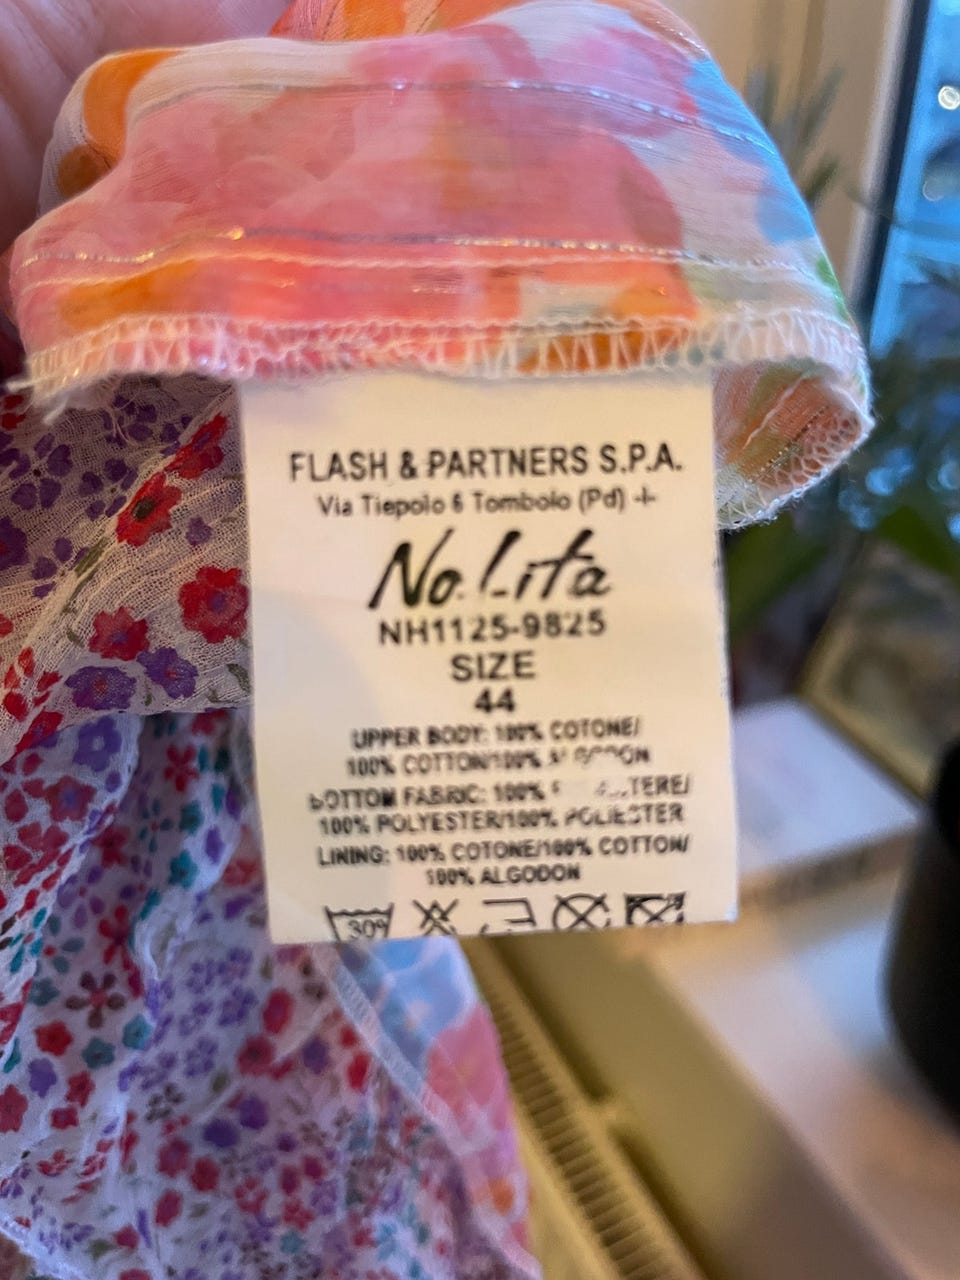 FLASH & PARTNERS S.P.A.
Via Tiepolo 6 Tombolo (Pd) -I-
No.Lita
NH1125-9825
SIZE
44
UPPER BODY: 100% COTONE/
100% COTTON/100%
BOTTOM FABRIC: 100%
100% POLYESTER/100% POLIESTER
LINING: 100% COTONE/100% COTTON/
100% ALGODON
30°